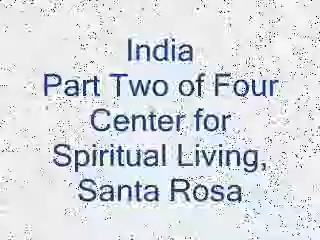 India
Part Two of Four
Center for
Spiritual Living,
Santa Rosa